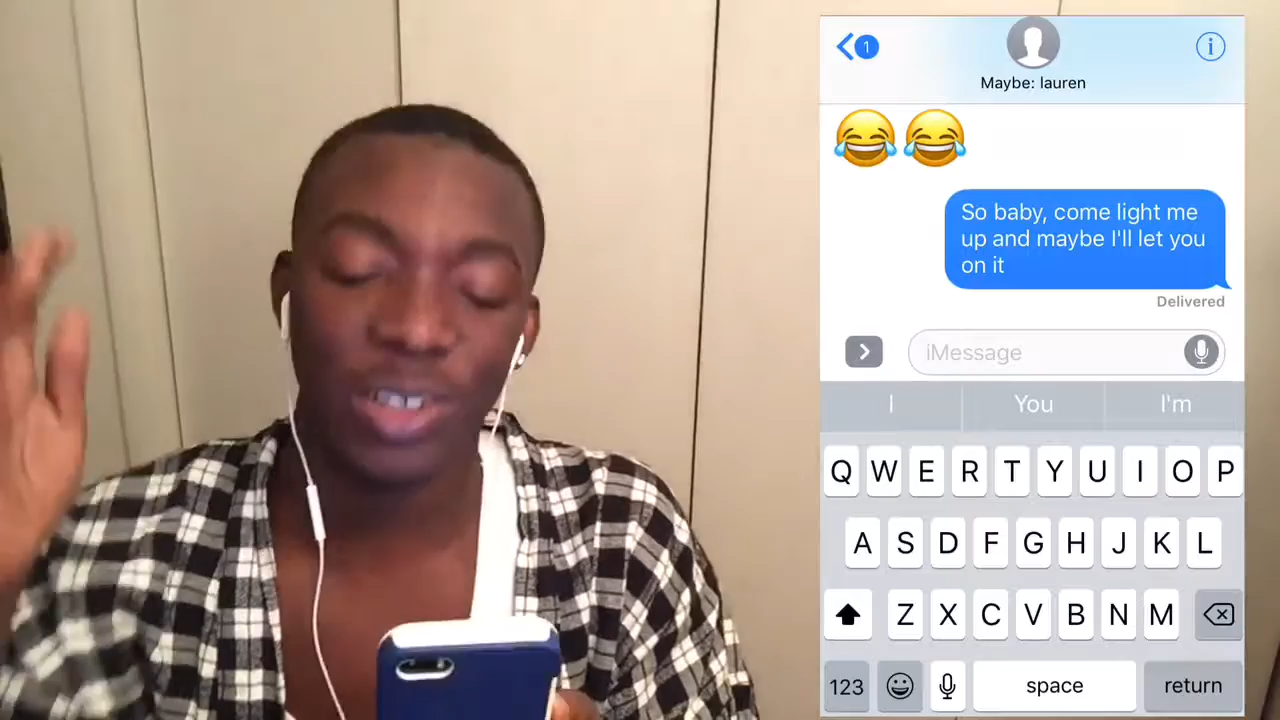 1
Maybe: lauren
So baby, come light me
up and maybe I'll let you
on it
Delivered
iMessage
I You I'm
Q W E R T Y U I O P
A S D F G H J K L
Z X C V B N M
123 space return